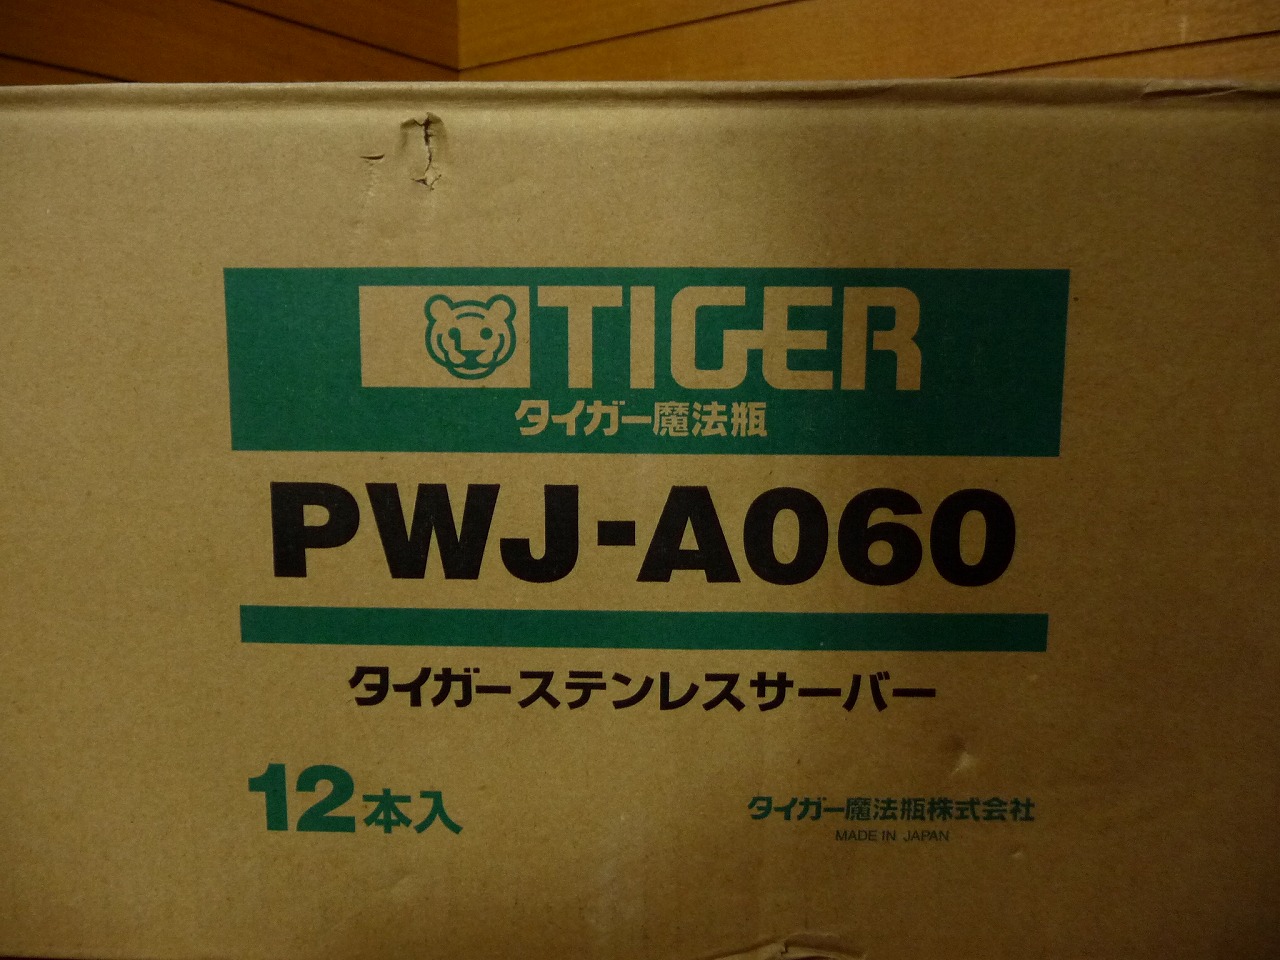 TIGER
タイガー魔法瓶
PWJ-A060
タイガーステンレスサーバー
12本入
タイガー魔法瓶株式会社
MADE IN JAPAN